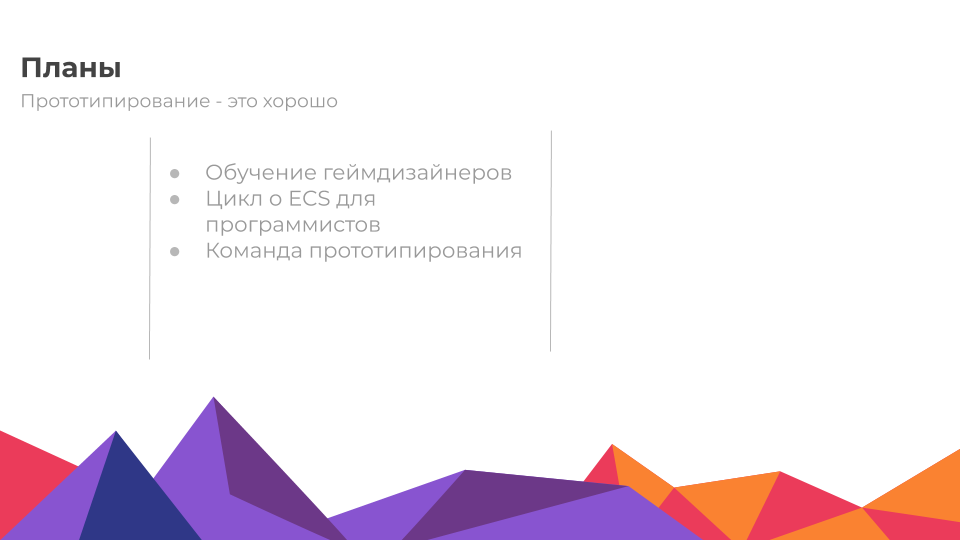 Планы
Прототипирование - это хорошо
● Обучение геймдизайнеров
● Цикл о ECS для
программистов
● Команда прототипирования